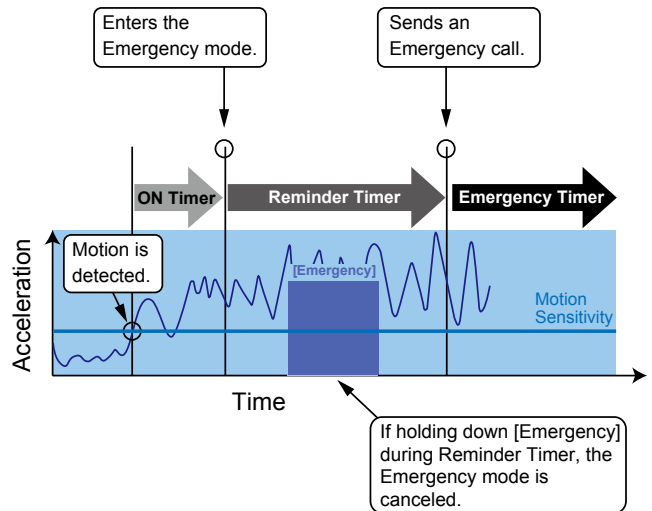 Enters the
Emergency mode.
Sends an
Emergency call.
ON Timer
Reminder Timer
Emergency Timer
Motion is
detected.
[Emergency]
Motion
Sensitivity
Acceleration
Time
If holding down [Emergency]
during Reminder Timer, the
Emergency mode is
canceled.